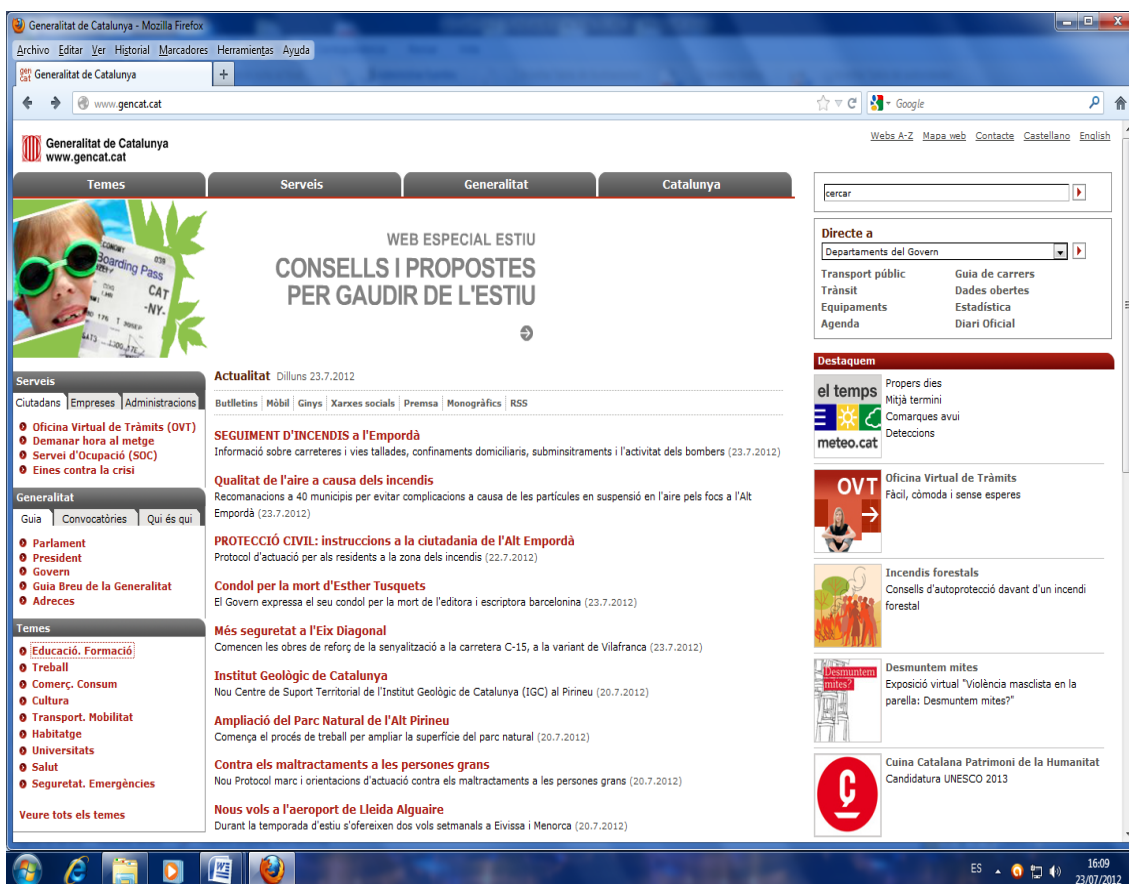 Generalitat de Catalunya - Mozilla Firefox
Archivo Editar Ver Historial Marcadores Herramientas Ayuda
gen cat Generalitat de Catalunya +
www.gencat.cat
Google
Generalitat de Catalunya
www.gencat.cat
Webs A-Z Mapa web Contacte Castellano English
Temes Serveis Generalitat Catalunya
cercar
Boarding Pass
CAT
-NY-
WEB ESPECIAL ESTIU
CONSELLS I PROPOSTES
PER GAUDIR DE L'ESTIU
Directe a
Departaments del Govern
Transport públic Guia de carrers
Trànsit Dades obertes
Equipaments Estadística
Agenda Diari Oficial
Serveis
Ciutadans Empreses Administracions
Oficina Virtual de Tràmits (OVT)
Demanar hora al metge
Servei d'Ocupació (SOC)
Eines contra la crisi
Generalitat
Guia Convocatòries Qui és qui
Parlament
President
Govern
Guia Breu de la Generalitat
Adreces
Temes
Educació. Formació
Treball
Comerç. Consum
Cultura
Transport. Mobilitat
Habitatge
Universitats
Salut
Seguretat. Emergències
Veure tots els temes
Actualitat Dilluns 23.7.2012
Butlletins Mòbil Ginys Xarxes socials Premsa Monogràfics RSS
SEGUIMENT D'INCENDIS a l'Empordà
Informació sobre carreteres i vies tallades, confinaments domiciliaris, subminsitraments i l'activitat dels bombers (23.7.2012)
Qualitat de l'aire a causa dels incendis
Recomanacions a 40 municipis per evitar complicacions a causa de les partícules en suspensió en l'aire pels focs a l'Alt
Empordà (23.7.2012)
PROTECCIÓ CIVIL: instruccions a la ciutadania de l'Alt Empordà
Protocol d'actuació per als residents a la zona dels incendis (22.7.2012)
Condol per la mort d'Esther Tusquets
El Govern expressa el seu condol per la mort de l'editora i escriptora barcelonina (23.7.2012)
Més seguretat a l'Eix Diagonal
Comencen les obres de reforç de la senyalització a la carretera C-15, a la variant de Vilafranca (23.7.2012)
Institut Geològic de Catalunya
Nou Centre de Suport Territorial de l'Institut Geològic de Catalunya (IGC) al Pirineu (20.7.2012)
Ampliació del Parc Natural de l'Alt Pirineu
Comença el procés de treball per ampliar la superfície del parc natural (20.7.2012)
Contra els maltractaments a les persones grans
Nou Protocol marc i orientacions d'actuació contra els maltractaments a les persones grans (20.7.2012)
Nous vols a l'aeroport de Lleida Alguaire
Durant la temporada d'estiu s'ofereixen dos vols setmanals a Eivissa i Menorca (20.7.2012)
Destaquem
el temps
meteo.cat
Propers dies
Mitjà termini
Comarques avui
Deteccions
OVT
Oficina Virtual de Tràmits
Fàcil, còmoda i sense esperes
Incendis forestals
Consells d'autoprotecció davant d'un incendi
forestal
Desmuntem
mites?
Desmuntem mites
Exposició virtual "Violència masclista en la
parella: Desmuntem mites?"
ç
Cuina Catalana Patrimoni de la Humanitat
Candidatura UNESCO 2013
ES
16:09
23/07/2012